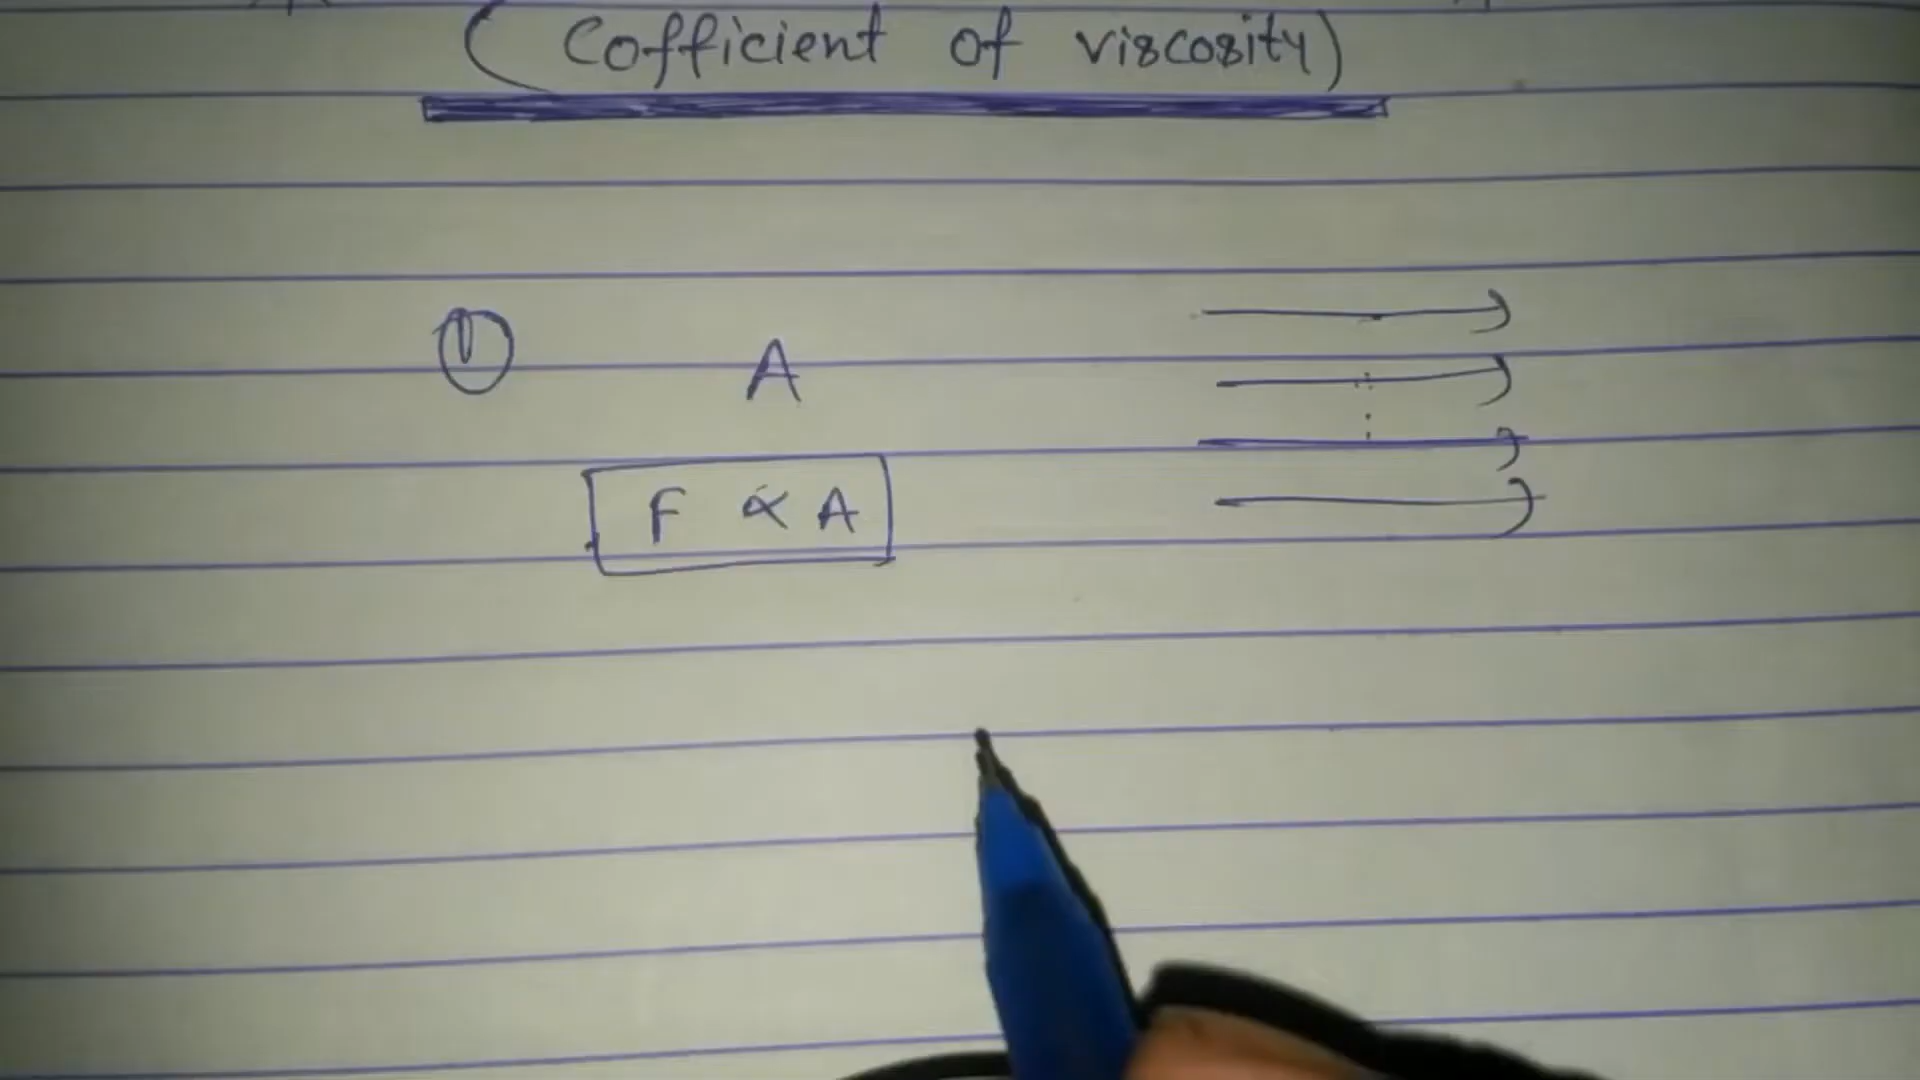 (Cofficient of viscosity)
① A
F ∝ A